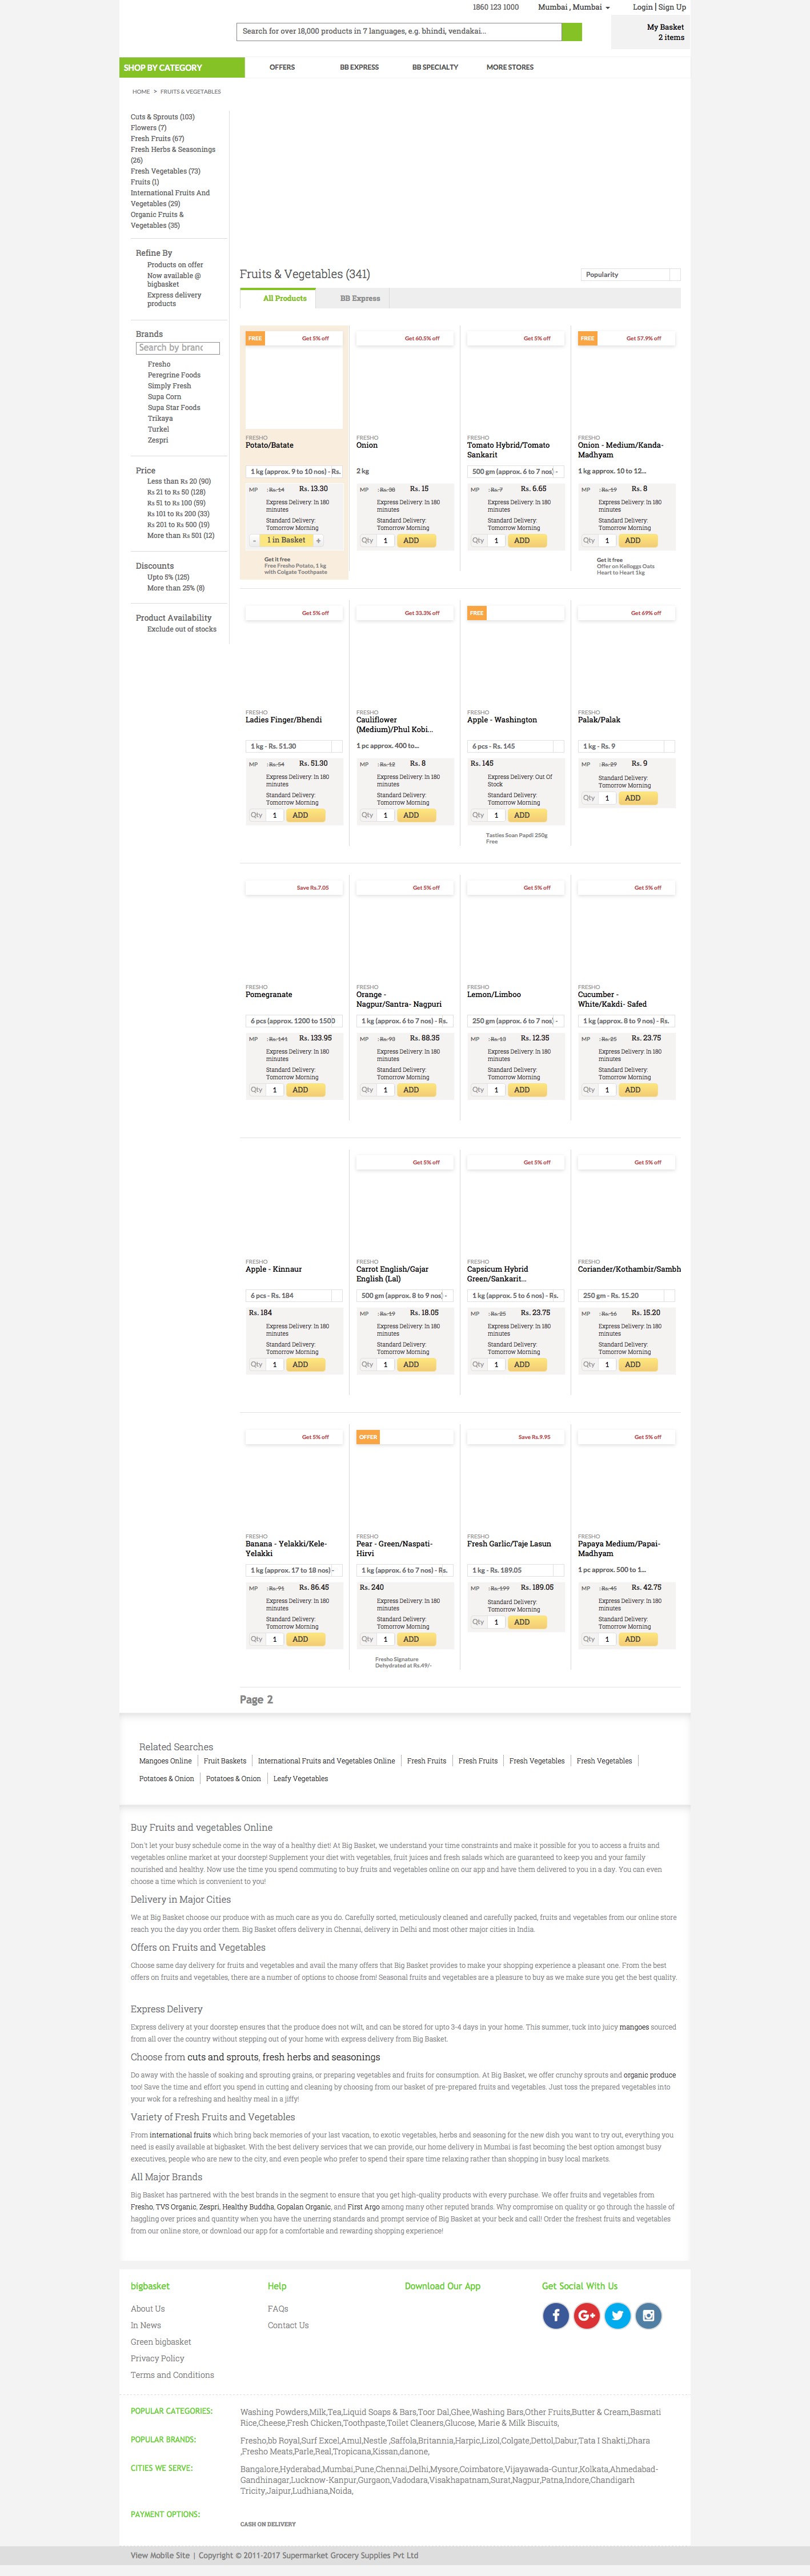 1860 123 1000 Mumbai , Mumbai Login | Sign Up
Search for over 18,000 products in 7 languages, e.g. bhindi, vendakai...
My Basket
2 items
SHOP BY CATEGORY OFFERS BB EXPRESS BB SPECIALTY MORE STORES
HOME > FRUITS & VEGETABLES
Cuts & Sprouts (103)
Flowers (7)
Fresh Fruits (67)
Fresh Herbs & Seasonings
(26)
Fresh Vegetables (73)
Fruits (1)
International Fruits And
Vegetables (29)
Organic Fruits &
Vegetables (35)
Refine By
Products on offer
Now available @
bigbasket
Express delivery
products
Brands
Search by branc
Fresho
Peregrine Foods
Simply Fresh
Supa Corn
Supa Star Foods
Trikaya
Turkel
Zespri
Price
Less than Rs 20 (90)
Rs 21 to Rs 50 (128)
Rs 51 to Rs 100 (59)
Rs 101 to Rs 200 (33)
Rs 201 to Rs 500 (19)
More than Rs 501 (12)
Discounts
Upto 5% (125)
More than 25% (8)
Product Availability
Exclude out of stocks
Fruits & Vegetables (341)
Popularity
All Products BB Express
FREE Get 5% off Get 60.5% off Get 5% off FREE Get 57.9% off
FRESHO FRESHO FRESHO FRESHO
Potato/Batate Onion Tomato Hybrid/Tomato Onion - Medium/Kanda-
Sankarit Madhyam
1 kg (approx. 9 to 10 nos) - Rs. 2 kg 500 gm (approx. 6 to 7 nos) - 1 kg approx. 10 to 12...
MP : Rs. 14 Rs. 13.30 MP : Rs. 38 Rs. 15 MP : Rs. 7 Rs. 6.65 MP : Rs. 19 Rs. 8
Express Delivery: In 180 Express Delivery: In 180 Express Delivery: In 180 Express Delivery: In 180
minutes minutes minutes minutes
Standard Delivery: Standard Delivery: Standard Delivery: Standard Delivery:
Tomorrow Morning Tomorrow Morning Tomorrow Morning Tomorrow Morning
- 1 in Basket + Qty 1 ADD Qty 1 ADD Qty 1 ADD
Get it free Get it free
Free Fresho Potato, 1 kg Offer on Kelloggs Oats
with Colgate Toothpaste Heart to Heart 1kg
Get 5% off Get 33.3% off FREE Get 69% off
FRESHO FRESHO FRESHO FRESHO
Ladies Finger/Bhendi Cauliflower Apple - Washington Palak/Palak
(Medium)/Phul Kobi...
1 kg - Rs. 51.30 1 pc approx. 400 to... 6 pcs - Rs. 145 1 kg - Rs. 9
MP : Rs. 54 Rs. 51.30 MP : Rs. 12 Rs. 8 Rs. 145 MP : Rs. 29 Rs. 9
Express Delivery: In 180 Express Delivery: In 180 Express Delivery: Out Of Standard Delivery:
minutes minutes Stock Tomorrow Morning
Standard Delivery: Standard Delivery: Standard Delivery: Qty 1 ADD
Tomorrow Morning Tomorrow Morning Tomorrow Morning
Qty 1 ADD Qty 1 ADD Qty 1 ADD
Tasties Soan Papdi 250g
Free
Save Rs.7.05 Get 5% off Get 5% off Get 5% off
FRESHO FRESHO FRESHO FRESHO
Pomegranate Orange - Lemon/Limboo Cucumber -
Nagpur/Santra- Nagpuri White/Kakdi- Safed
6 pcs (approx. 1200 to 1500 1 kg (approx. 6 to 7 nos) - Rs. 250 gm (approx. 6 to 7 nos) - 1 kg (approx. 8 to 9 nos) - Rs.
MP : Rs. 141 Rs. 133.95 MP : Rs. 93 Rs. 88.35 MP : Rs. 13 Rs. 12.35 MP : Rs. 25 Rs. 23.75
Express Delivery: In 180 Express Delivery: In 180 Express Delivery: In 180 Express Delivery: In 180
minutes minutes minutes minutes
Standard Delivery: Standard Delivery: Standard Delivery: Standard Delivery:
Tomorrow Morning Tomorrow Morning Tomorrow Morning Tomorrow Morning
Qty 1 ADD Qty 1 ADD Qty 1 ADD Qty 1 ADD
Get 5% off Get 5% off Get 5% off
FRESHO FRESHO FRESHO FRESHO
Apple - Kinnaur Carrot English/Gajar Capsicum Hybrid Coriander/Kothambir/Sambh
English (Lal) Green/Sankarit...
6 pcs - Rs. 184 500 gm (approx. 8 to 9 nos) - 1 kg (approx. 5 to 6 nos) - Rs. 250 gm - Rs. 15.20
Rs. 184 MP : Rs. 19 Rs. 18.05 MP : Rs. 25 Rs. 23.75 MP : Rs. 16 Rs. 15.20
Express Delivery: In 180 Express Delivery: In 180 Express Delivery: In 180 Express Delivery: In 180
minutes minutes minutes minutes
Standard Delivery: Standard Delivery: Standard Delivery: Standard Delivery:
Tomorrow Morning Tomorrow Morning Tomorrow Morning Tomorrow Morning
Qty 1 ADD Qty 1 ADD Qty 1 ADD Qty 1 ADD
Get 5% off OFFER Save Rs.9.95 Get 5% off
FRESHO FRESHO FRESHO FRESHO
Banana - Yelakki/Kele- Pear - Green/Naspati- Fresh Garlic/Taje Lasun Papaya Medium/Papai-
Yelakki Hirvi Madhyam
1 kg (approx. 17 to 18 nos) - 1 kg (approx. 6 to 7 nos) - Rs. 1 kg - Rs. 189.05 1 pc approx. 500 to 1...
MP : Rs. 91 Rs. 86.45 Rs. 240 MP : Rs. 199 Rs. 189.05 MP : Rs. 45 Rs. 42.75
Express Delivery: In 180 Express Delivery: In 180 Standard Delivery: Express Delivery: In 180
minutes minutes Tomorrow Morning minutes
Standard Delivery: Standard Delivery: Qty 1 ADD Standard Delivery:
Tomorrow Morning Tomorrow Morning Tomorrow Morning
Qty 1 ADD Qty 1 ADD Qty 1 ADD
Fresho Signature
Dehydrated at Rs.49/-
Page 2
Related Searches
Mangoes Online Fruit Baskets International Fruits and Vegetables Online Fresh Fruits Fresh Fruits Fresh Vegetables Fresh Vegetables
Potatoes & Onion Potatoes & Onion Leafy Vegetables
Buy Fruits and vegetables Online
Don't let your busy schedule come in the way of a healthy diet! At Big Basket, we understand your time constraints and make it possible for you to access a fruits and
vegetables online market at your doorstep! Supplement your diet with vegetables, fruit juices and fresh salads which are guaranteed to keep you and your family
nourished and healthy. Now use the time you spend commuting to buy fruits and vegetables online on our app and have them delivered to you in a day. You can even
choose a time which is convenient to you!
Delivery in Major Cities
We at Big Basket choose our produce with as much care as you do. Carefully sorted, meticulously cleaned and carefully packed, fruits and vegetables from our online store
reach you the day you order them. Big Basket offers delivery in Chennai, delivery in Delhi and most other major cities in India.
Offers on Fruits and Vegetables
Choose same day delivery for fruits and vegetables and avail the many offers that Big Basket provides to make your shopping experience a pleasant one. From the best
offers on fruits and vegetables, there are a number of options to choose from! Seasonal fruits and vegetables are a pleasure to buy as we make sure you get the best quality.
Express Delivery
Express delivery at your doorstep ensures that the produce does not wilt, and can be stored for upto 3-4 days in your home. This summer, tuck into juicy mangoes sourced
from all over the country without stepping out of your home with express delivery from Big Basket.
Choose from cuts and sprouts, fresh herbs and seasonings
Do away with the hassle of soaking and sprouting grains, or preparing vegetables and fruits for consumption. At Big Basket, we offer crunchy sprouts and organic produce
too! Save the time and effort you spend in cutting and cleaning by choosing from our basket of pre-prepared fruits and vegetables. Just toss the prepared vegetables into
your wok for a refreshing and healthy meal in a jiffy!
Variety of Fresh Fruits and Vegetables
From international fruits which bring back memories of your last vacation, to exotic vegetables, herbs and seasoning for the new dish you want to try out, everything you
need is easily available at bigbasket. With the best delivery services that we can provide, our home delivery in Mumbai is fast becoming the best option amongst busy
executives, people who are new to the city, and even people who prefer to spend their spare time relaxing rather than shopping in busy local markets.
All Major Brands
Big Basket has partnered with the best brands in the segment to ensure that you get high-quality products with every purchase. We offer fruits and vegetables from
Fresho, TVS Organic, Zespri, Healthy Buddha, Gopalan Organic, and First Argo among many other reputed brands. Why compromise on quality or go through the hassle of
haggling over prices and quantity when you have the unerring standards and prompt service of Big Basket at your beck and call! Order the freshest fruits and vegetables
from our online store, or download our app for a comfortable and rewarding shopping experience!
bigbasket Help Download Our App Get Social With Us
About Us FAQs
In News Contact Us
Green bigbasket
Privacy Policy
Terms and Conditions
POPULAR CATEGORIES: Washing Powders,Milk,Tea,Liquid Soaps & Bars,Toor Dal,Ghee,Washing Bars,Other Fruits,Butter & Cream,Basmati
Rice,Cheese,Fresh Chicken,Toothpaste,Toilet Cleaners,Glucose, Marie & Milk Biscuits,
POPULAR BRANDS: Fresho,bb Royal,Surf Excel,Amul,Nestle ,Saffola,Britannia,Harpic,Lizol,Colgate,Dettol,Dabur,Tata I Shakti,Dhara
,Fresho Meats,Parle,Real,Tropicana,Kissan,danone,
CITIES WE SERVE: Bangalore,Hyderabad,Mumbai,Pune,Chennai,Delhi,Mysore,Coimbatore,Vijayawada-Guntur,Kolkata,Ahmedabad-
Gandhinagar,Lucknow-Kanpur,Gurgaon,Vadodara,Visakhapatnam,Surat,Nagpur,Patna,Indore,Chandigarh
Tricity,Jaipur,Ludhiana,Noida,
PAYMENT OPTIONS:
CASH ON DELIVERY
View Mobile Site | Copyright © 2011-2017 Supermarket Grocery Supplies Pvt Ltd